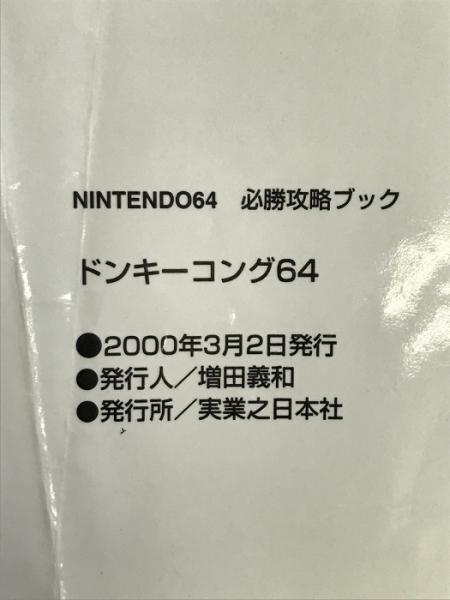 NINTENDO64 必勝攻略ブック
ドンキーコング64
●2000年3月2日発行
●発行人／増田義和
●発行所／実業之日本社